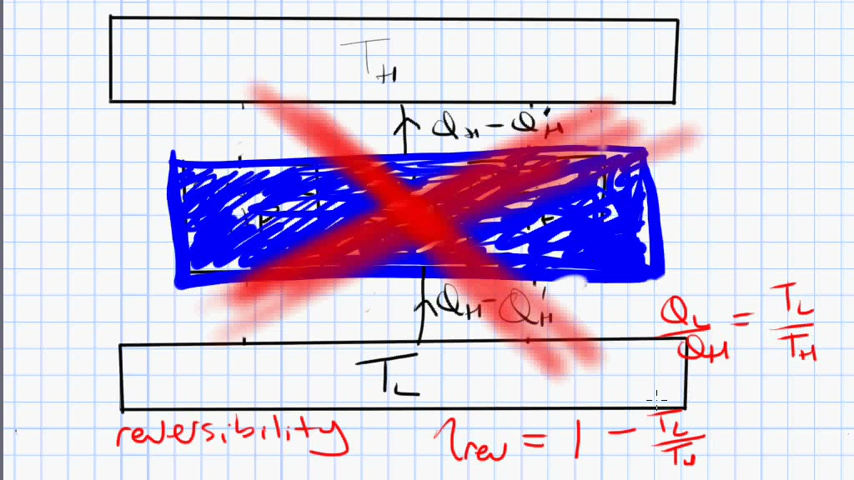 T_H
Q_H - Q'_H
Q_H - Q'_H
Q_L/Q_H = T_L/T_H
T_L
reversibility η_rev = 1 - T_L/T_H